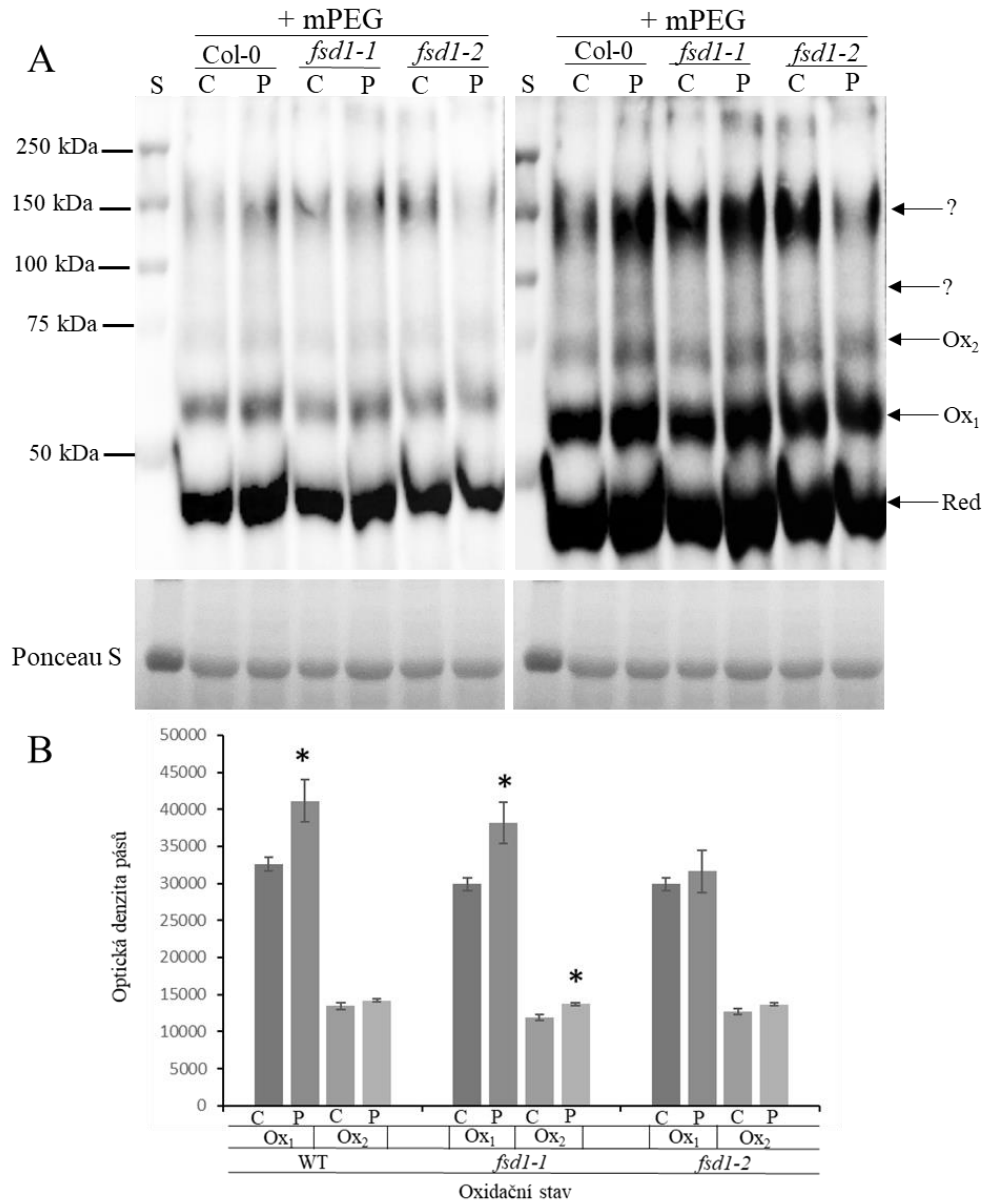 A
+ mPEG
Col-0 fsd1-1 fsd1-2
S C P C P C P
+ mPEG
Col-0 fsd1-1 fsd1-2
S C P C P C P
250 kDa
150 kDa
100 kDa
75 kDa
50 kDa
?
?
Ox₂
Ox₁
Red
Ponceau S
B
Optická denzita pásů
50000
45000
40000
35000
30000
25000
20000
15000
10000
5000
0
* * *
C P C P C P C P C P C P
Ox₁ Ox₂ Ox₁ Ox₂ Ox₁ Ox₂
WT fsd1-1 fsd1-2
Oxidační stav